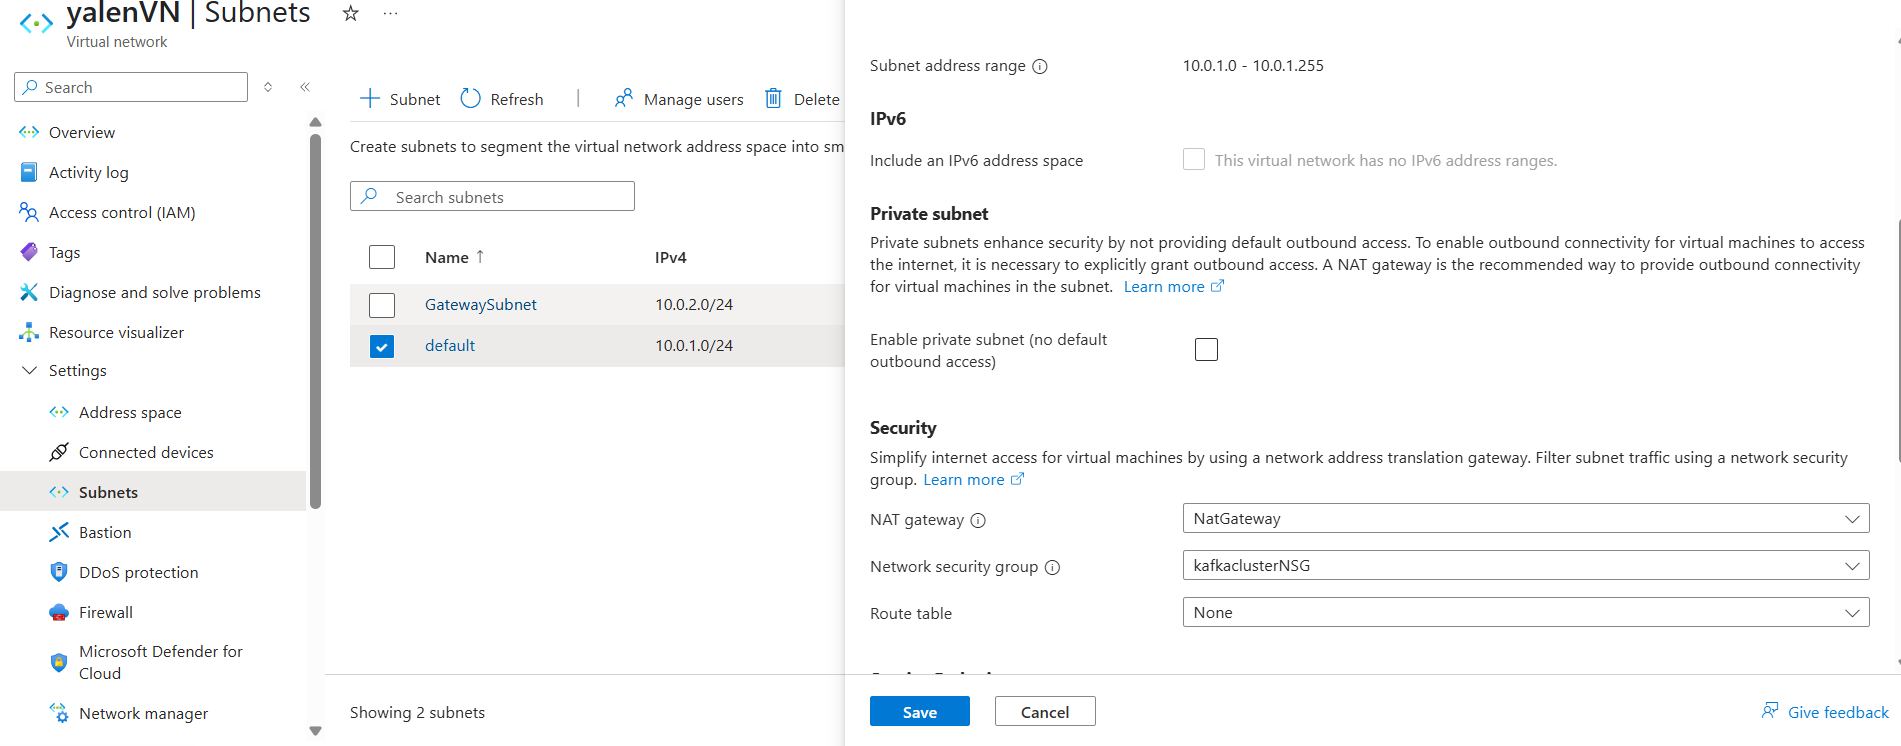 yalenVN | Subnets
Virtual network
Search
Overview
Activity log
Access control (IAM)
Tags
Diagnose and solve problems
Resource visualizer
Settings
Address space
Connected devices
Subnets
Bastion
DDoS protection
Firewall
Microsoft Defender for
Cloud
Network manager
Subnet
Refresh
Manage users
Delete
Create subnets to segment the virtual network address space into sm
Search subnets
Name ↑ IPv4
GatewaySubnet 10.0.2.0/24
default 10.0.1.0/24
Showing 2 subnets
Subnet address range 10.0.1.0 - 10.0.1.255
IPv6
Include an IPv6 address space This virtual network has no IPv6 address ranges.
Private subnet
Private subnets enhance security by not providing default outbound access. To enable outbound connectivity for virtual machines to access
the internet, it is necessary to explicitly grant outbound access. A NAT gateway is the recommended way to provide outbound connectivity
for virtual machines in the subnet. Learn more
Enable private subnet (no default
outbound access)
Security
Simplify internet access for virtual machines by using a network address translation gateway. Filter subnet traffic using a network security
group. Learn more
NAT gateway NatGateway
Network security group kafkaclusterNSG
Route table None
Save
Cancel
Give feedback